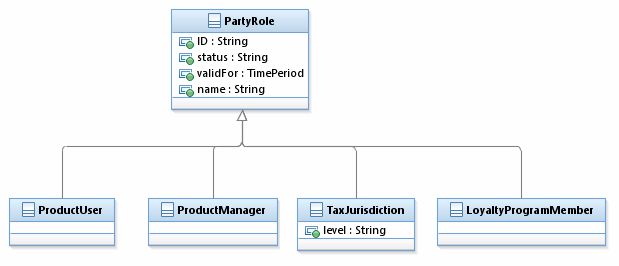 PartyRole
ID : String
status : String
validFor : TimePeriod
name : String
ProductUser
ProductManager
TaxJurisdiction
level : String
LoyaltyProgramMember